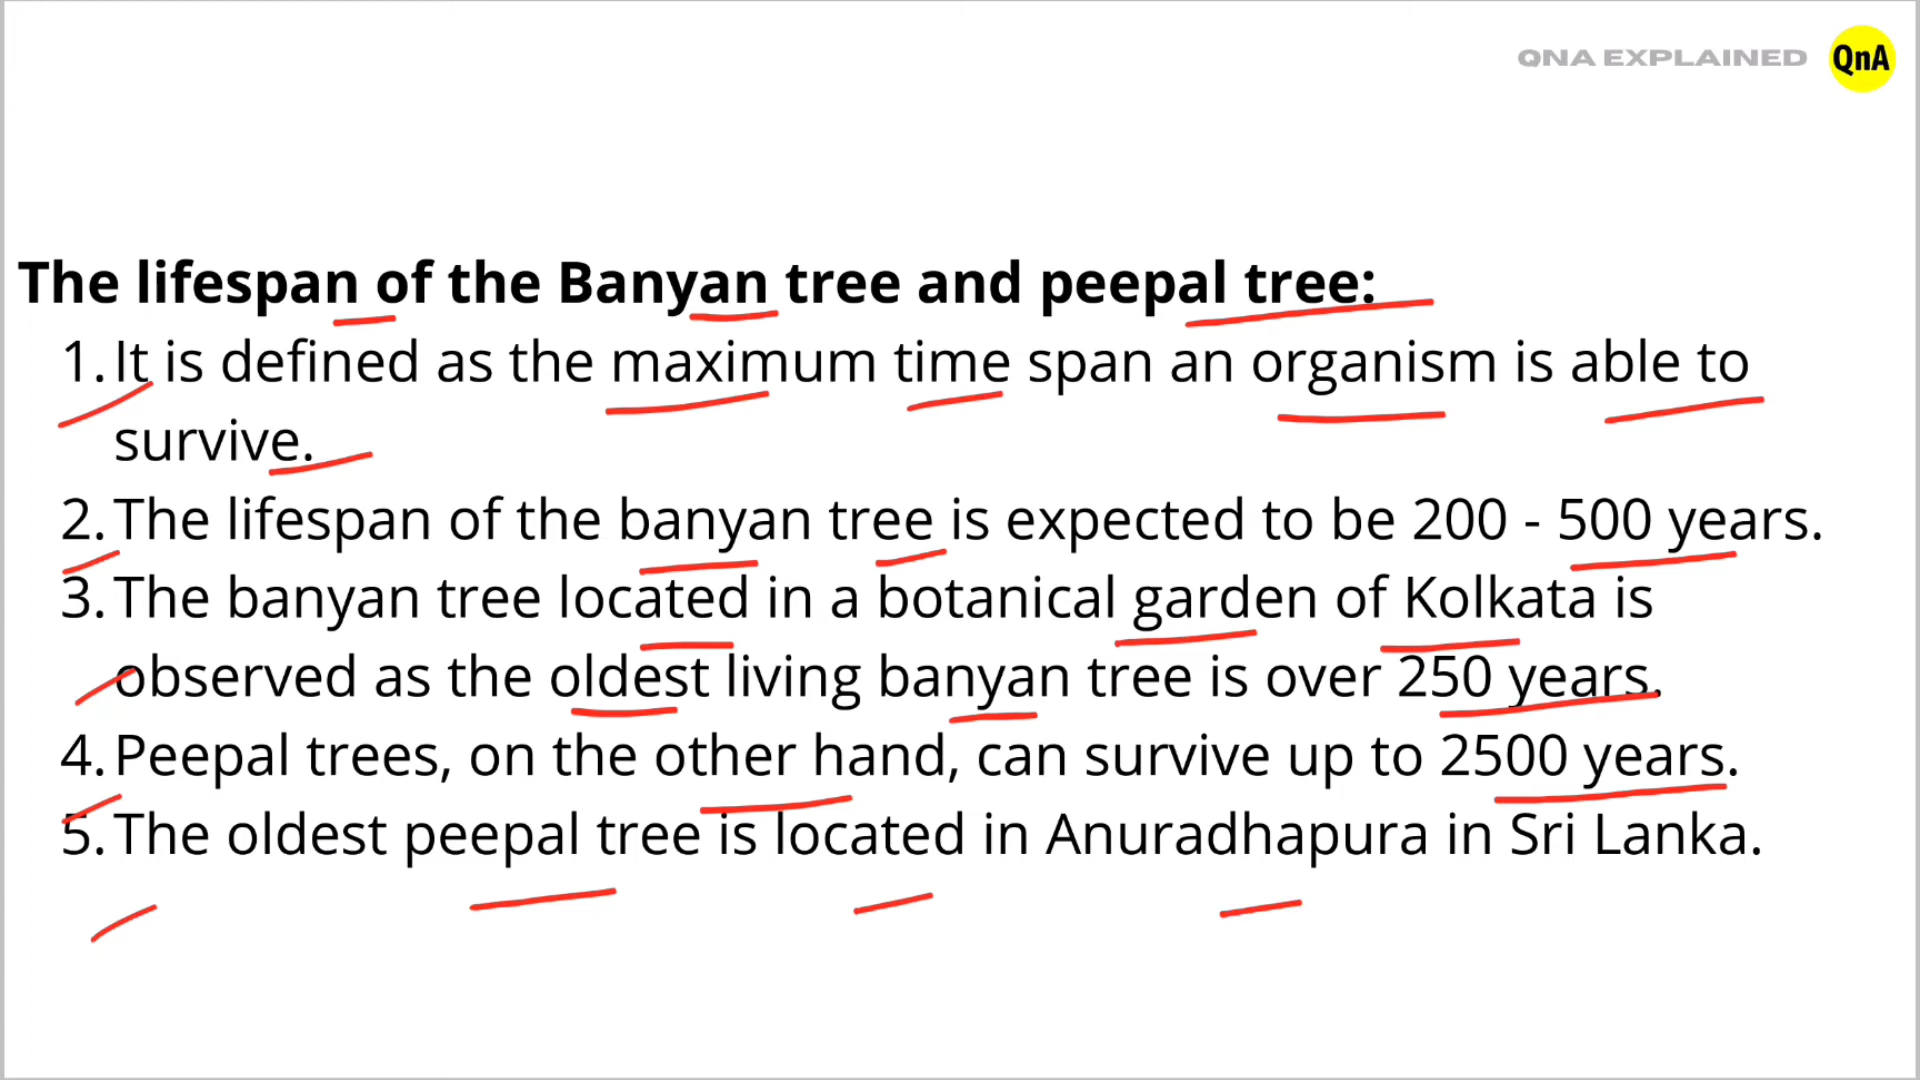 QNA EXPLAINED QnA
The lifespan of the Banyan tree and peepal tree:
1. It is defined as the maximum time span an organism is able to
survive.
2. The lifespan of the banyan tree is expected to be 200 - 500 years.
3. The banyan tree located in a botanical garden of Kolkata is
observed as the oldest living banyan tree is over 250 years.
4. Peepal trees, on the other hand, can survive up to 2500 years.
5. The oldest peepal tree is located in Anuradhapura in Sri Lanka.